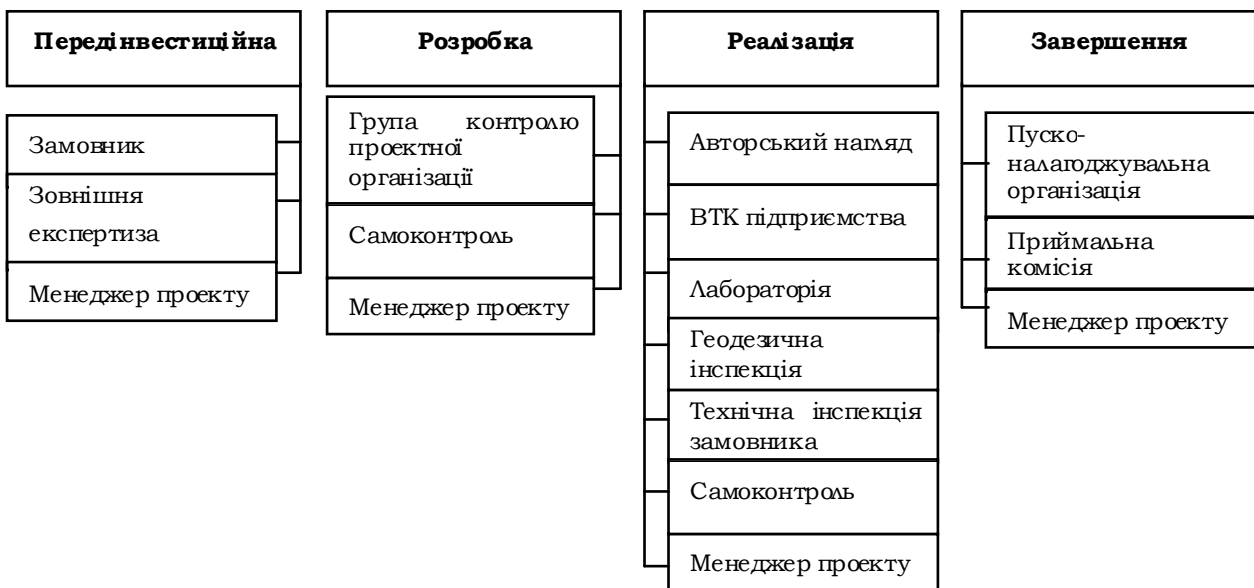 Передінвестиційна
Замовник
Зовнішня
експертиза
Менеджер проекту
Розробка
Група контролю
проектної
організації
Самоконтроль
Менеджер проекту
Реалізація
Авторський нагляд
ВТК підприємства
Лабораторія
Геодезична
інспекція
Технічна інспекція
замовника
Самоконтроль
Менеджер проекту
Завершення
Пуско-
налагоджувальна
організація
Приймальна
комісія
Менеджер проекту